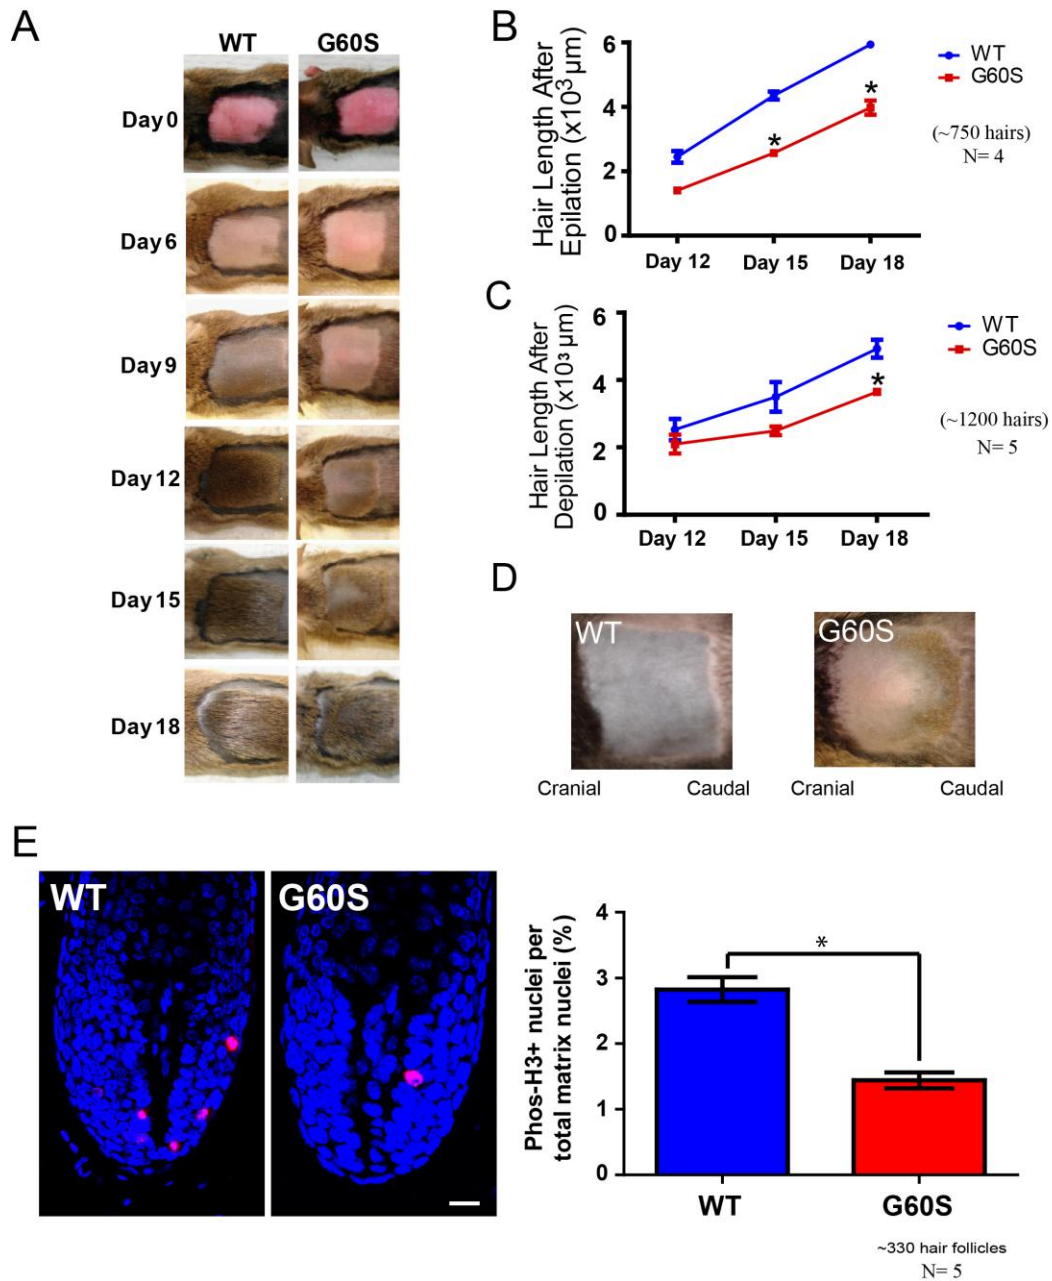 A
WT
G60S
Day 0
Day 6
Day 9
Day 12
Day 15
Day 18
B
Hair Length After
Epilation (x10³ µm)
6
4
2
0
Day 12
Day 15
Day 18
*
*
WT
G60S
(~750 hairs)
N= 4
C
Hair Length After
Depilation (x10³ µm)
6
4
2
0
Day 12
Day 15
Day 18
*
WT
G60S
(~1200 hairs)
N= 5
D
WT
G60S
Cranial
Caudal
Cranial
Caudal
E
WT
G60S
Phos-H3+ nuclei per
total matrix nuclei (%)
4
3
2
1
0
*
WT
G60S
~330 hair follicles
N= 5